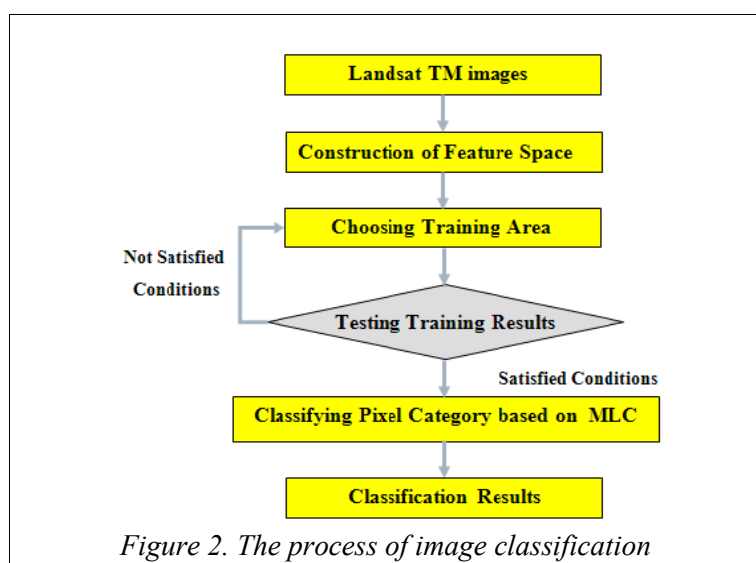 Landsat TM images
Construction of Feature Space
Choosing Training Area
Not Satisfied
Conditions
Testing Training Results
Satisfied Conditions
Classifying Pixel Category based on MLC
Classification Results
Figure 2. The process of image classification